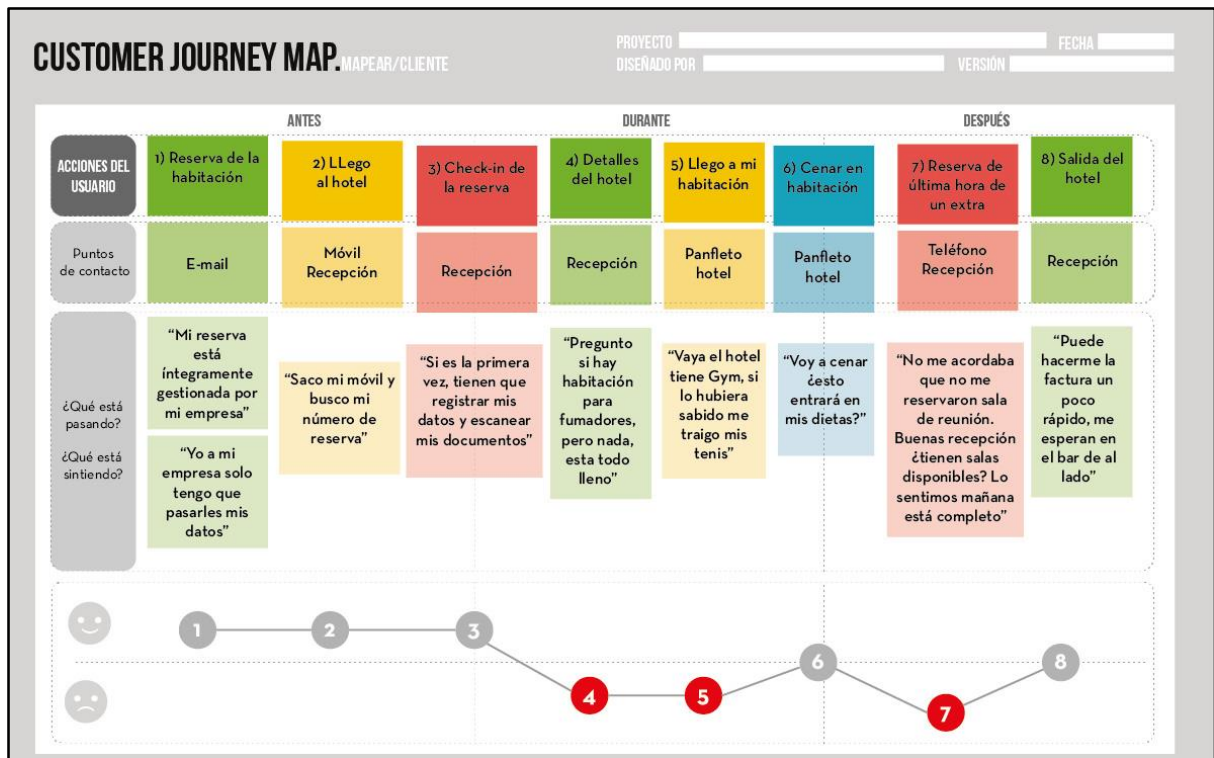 CUSTOMER JOURNEY MAP. MAPEAR/CLIENTE
PROYECTO
FECHA
DISEÑADO POR
VERSIÓN
ANTES
DURANTE
DESPUÉS
ACCIONES DEL
USUARIO
1) Reserva de la
habitación
2) LLego
al hotel
3) Check-in de
la reserva
4) Detalles
del hotel
5) Llego a mi
habitación
6) Cenar en
habitación
7) Reserva de
última hora de
un extra
8) Salida del
hotel
Puntos
de contacto
E-mail
Móvil
Recepción
Recepción
Recepción
Panfleto
hotel
Panfleto
hotel
Teléfono
Recepción
Recepción
¿Qué está
pasando?
¿Qué está
sintiendo?
“Mi reserva
está
íntegramente
gestionada por
mi empresa”
“Yo a mi
empresa solo
tengo que
pasarles mis
datos”
“Saco mi móvil y
busco mi
número de
reserva”
“Si es la primera
vez, tienen que
registrar mis
datos y escanear
mis documentos”
“Pregunto
si hay
habitación
para
fumadores,
pero nada,
esta todo
lleno”
“Vaya el hotel
tiene Gym, si
lo hubiera
sabido me
traigo mis
tenis”
“Voy a cenar
¿esto
entrará en
mis dietas?”
“No me acordaba
que no me
reservaron sala
de reunión.
Buenas recepción
¿tienen salas
disponibles? Lo
sentimos mañana
está completo”
“Puede
hacerme la
factura un
poco
rápido, me
esperan en
el bar de al
lado”
1
2
3
4
5
6
7
8